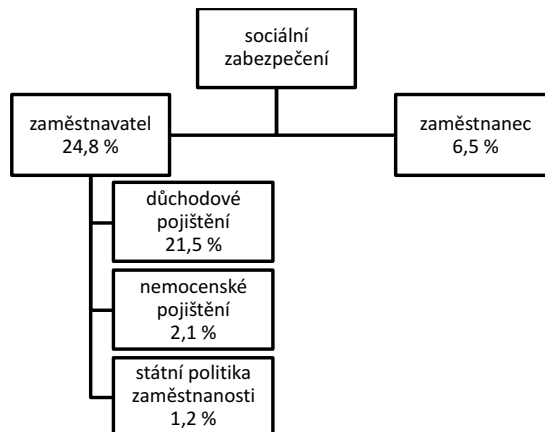 sociální
zabezpečení
zaměstnavatel
24,8 %
zaměstnanec
6,5 %
důchodové
pojištění
21,5 %
nemocenské
pojištění
2,1 %
státní politika
zaměstnanosti
1,2 %